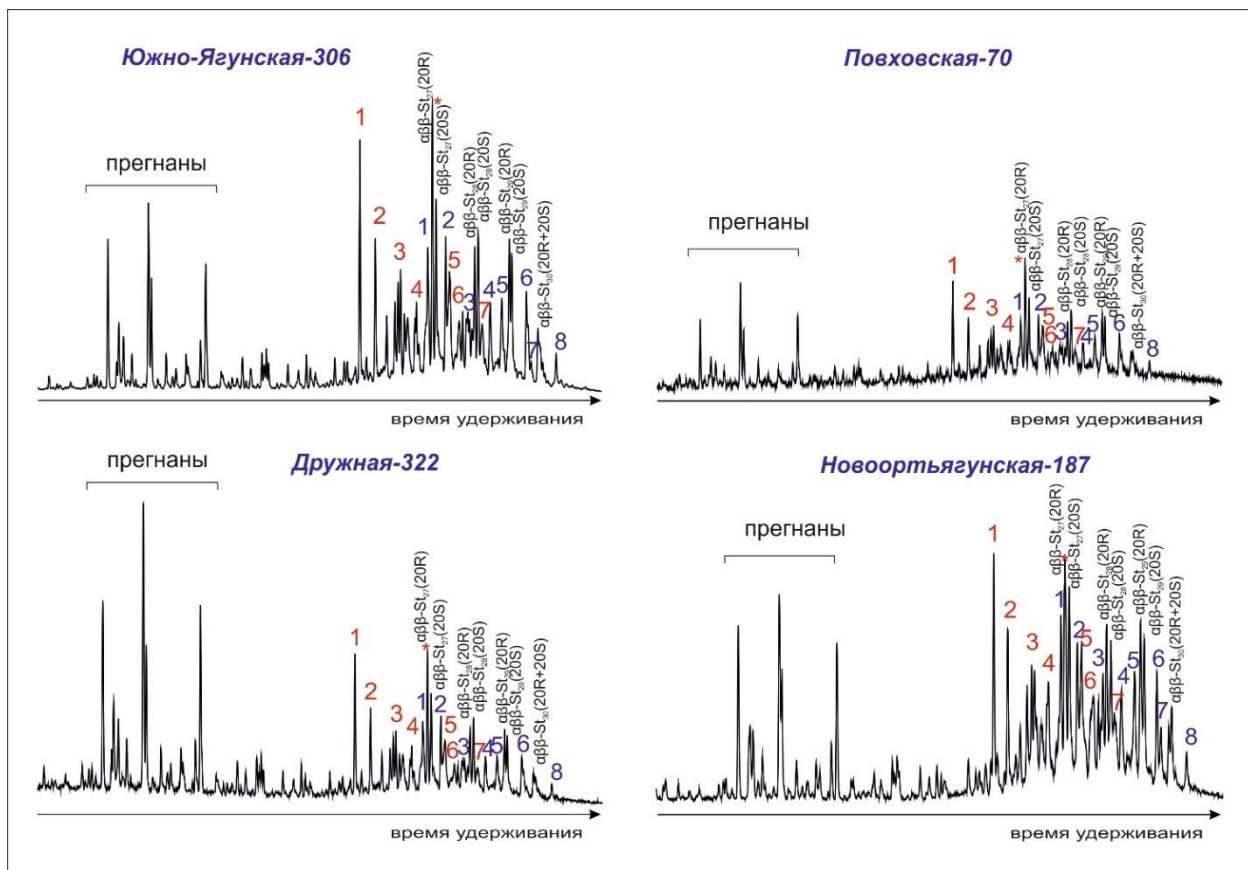 Южно-Ягунская-306
прегнаны
1
2
3
4
1
αββ-St₂₇(20R)
*
αββ-St₂₇(20S)
2
5
6
3
αββ-St₂₈(20R)
αββ-St₂₈(20S)
7
4
5
αββ-St₂₉(20R)
αββ-St₂₉(20S)
6
7
αββ-St₃₀(20R+20S)
8
время удерживания
Повховская-70
прегнаны
1
2
3
4
1
*
αββ-St₂₇(20R)
αββ-St₂₇(20S)
2
5
6
3
αββ-St₂₈(20R)
αββ-St₂₈(20S)
7
4
5
αββ-St₂₉(20R)
αββ-St₂₉(20S)
6
αββ-St₃₀(20R+20S)
8
время удерживания
Дружная-322
прегнаны
1
2
3
4
1
αββ-St₂₇(20R)
*
αββ-St₂₇(20S)
2
5
6
3
αββ-St₂₈(20R)
αββ-St₂₈(20S)
7
4
5
αββ-St₂₉(20R)
αββ-St₂₉(20S)
6
αββ-St₃₀(20R+20S)
8
время удерживания
Новоортьягунская-187
прегнаны
1
2
3
4
1
αββ-St₂₇(20R)
*
αββ-St₂₇(20S)
2
5
6
3
αββ-St₂₈(20R)
αββ-St₂₈(20S)
7
4
5
αββ-St₂₉(20R)
αββ-St₂₉(20S)
6
7
αββ-St₃₀(20R+20S)
8
время удерживания